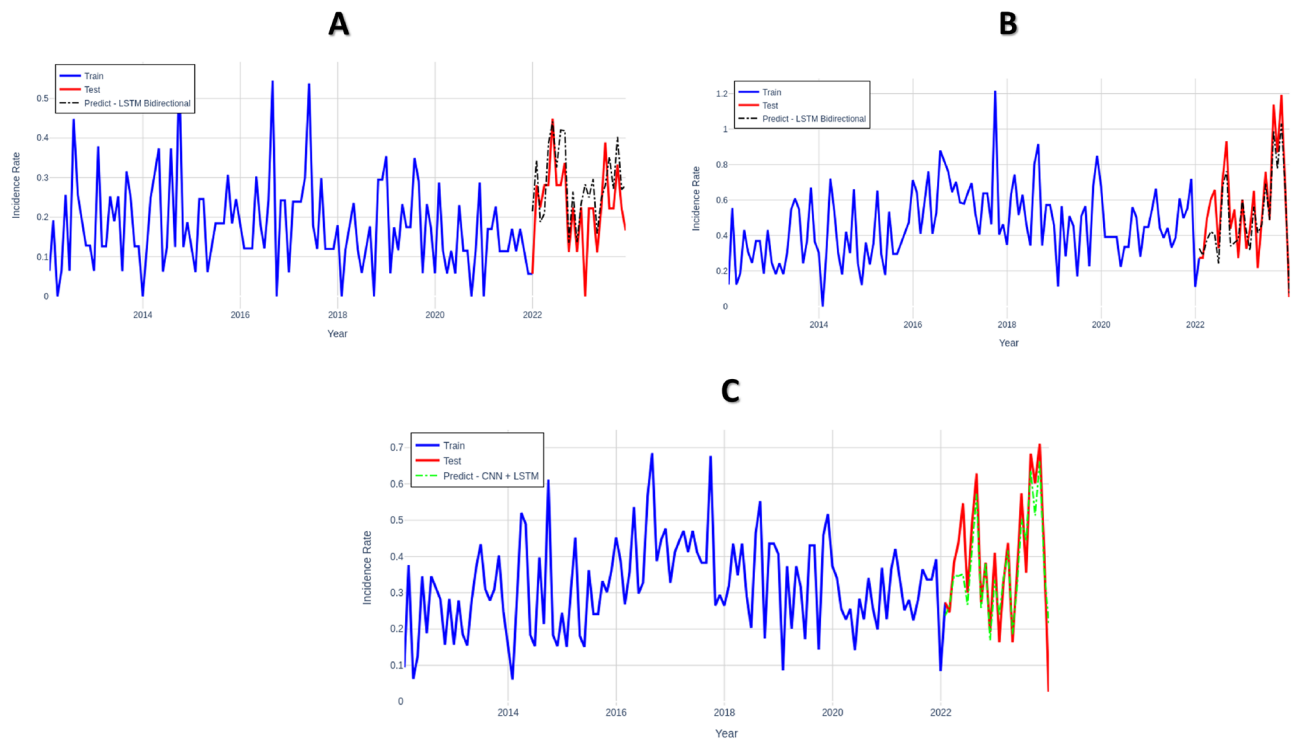 A
Train
Test
Predict - LSTM Bidirectional
Incidence Rate
0.5
0.4
0.3
0.2
0.1
0
2014
2016
2018
2020
2022
Year
B
Train
Test
Predict - LSTM Bidirectional
Incidence Rate
1.2
1
0.8
0.6
0.4
0.2
0
2014
2016
2018
2020
2022
Year
C
Train
Test
Predict - CNN + LSTM
Incidence Rate
0.7
0.6
0.5
0.4
0.3
0.2
0.1
0
2014
2016
2018
2020
2022
Year